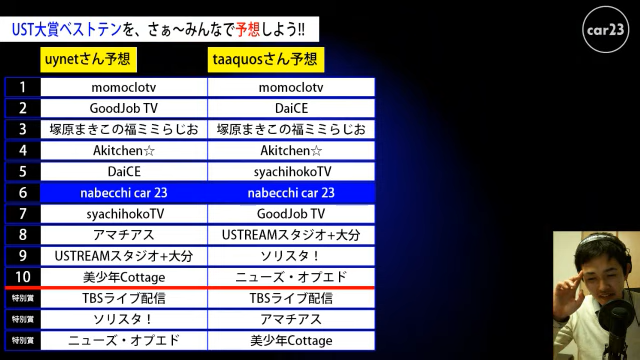 UST大賞ベストテンを、さぁ～みんなで予想しよう!!
car23
uynetさん予想 taaquosさん予想
1 momoclotv momoclotv
2 GoodJob TV DaiCE
3 塚原まきこの福ミミらじお 塚原まきこの福ミミらじお
4 Akitchen☆ Akitchen☆
5 DaiCE syachihokoTV
6 nabecchi car 23 nabecchi car 23
7 syachihokoTV GoodJob TV
8 アマチアス USTREAMスタジオ+大分
9 USTREAMスタジオ+大分 ソリスタ！
10 美少年Cottage ニューズ・オプエド
特別賞 TBSライブ配信 TBSライブ配信
特別賞 ソリスタ！ アマチアス
特別賞 ニューズ・オプエド 美少年Cottage